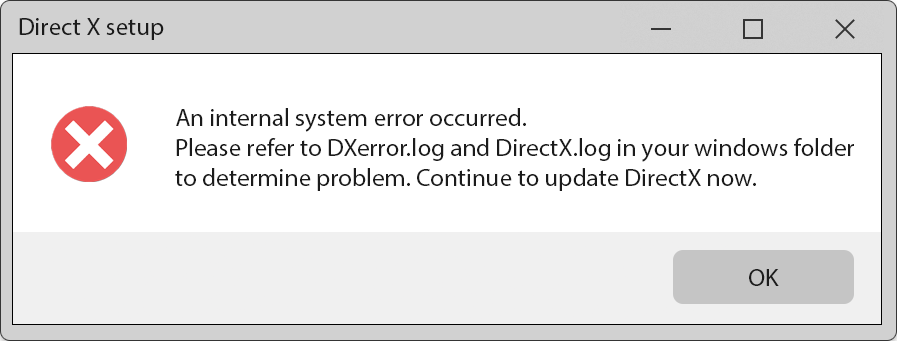 Direct X setup
An internal system error occurred.
Please refer to DXerror.log and DirectX.log in your windows folder
to determine problem. Continue to update DirectX now.
OK